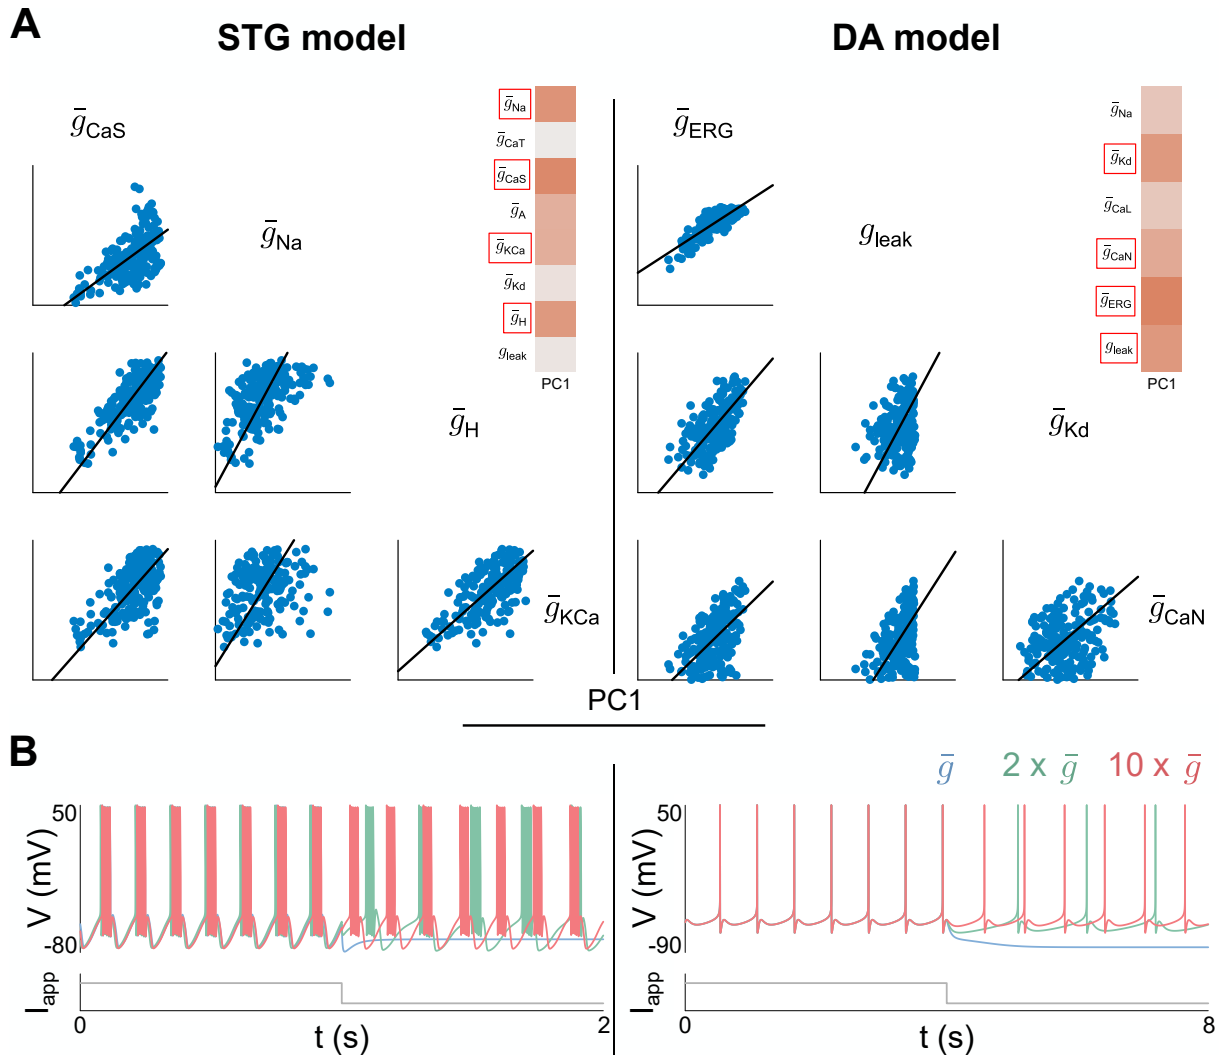 A
STG model
DA model
ḡCaS
ḡNa
ḡH
ḡKCa
ḡNa
ḡCaT
ḡCaS
ḡA
ḡKCa
ḡKd
ḡH
gleak
PC1
ḡERG
gleak
ḡKd
ḡCaN
ḡNa
ḡKd
ḡCaL
ḡCaN
ḡERG
gleak
PC1
PC1
B
ḡ 2 x ḡ 10 x ḡ
50
V (mV)
-80
Iapp
0
t (s)
2
50
V (mV)
-90
Iapp
0
t (s)
8